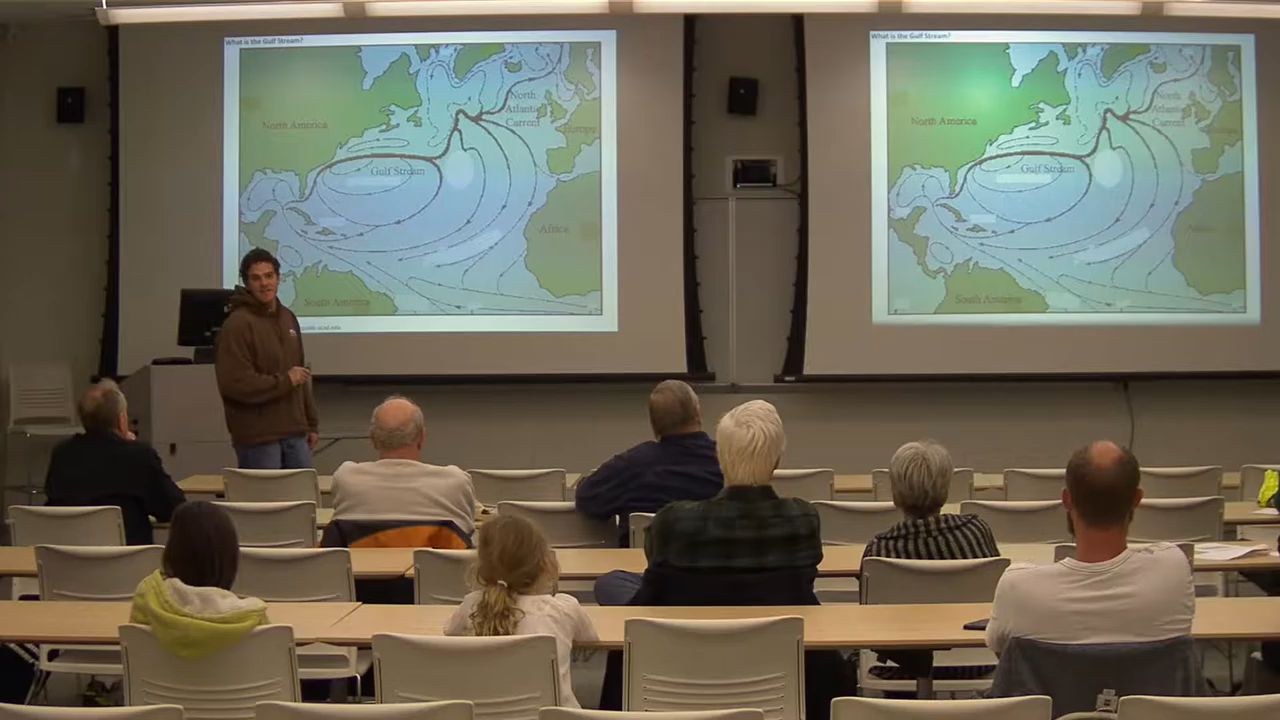 What is the Gulf Stream?
North
Atlantic
Current
Europe
North America
Gulf Stream
Africa
South America
What is the Gulf Stream?
North
Atlantic
Current
North America
Gulf Stream
Africa
South America